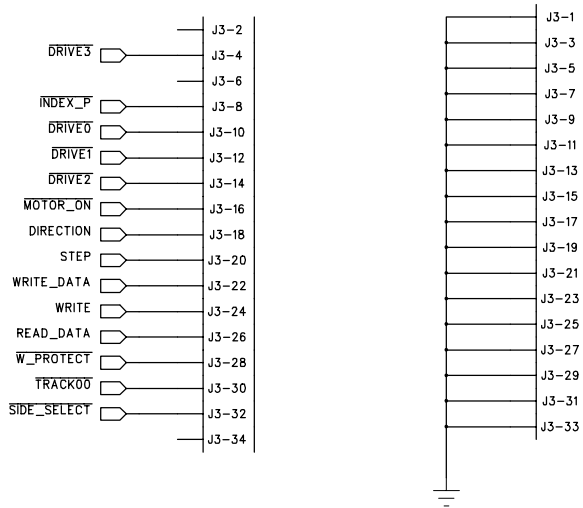 J3-2
DRIVE3 J3-4
J3-6
INDEX_P J3-8
DRIVE0 J3-10
DRIVE1 J3-12
DRIVE2 J3-14
MOTOR_ON J3-16
DIRECTION J3-18
STEP J3-20
WRITE_DATA J3-22
WRITE J3-24
READ_DATA J3-26
W_PROTECT J3-28
TRACK00 J3-30
SIDE_SELECT J3-32
J3-34
J3-1
J3-3
J3-5
J3-7
J3-9
J3-11
J3-13
J3-15
J3-17
J3-19
J3-21
J3-23
J3-25
J3-27
J3-29
J3-31
J3-33